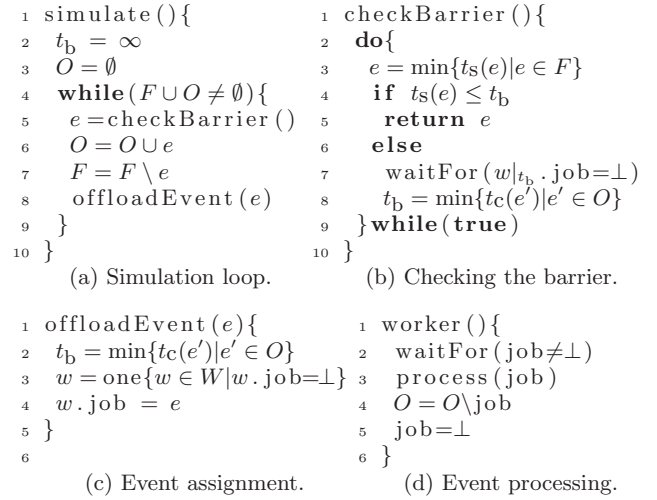 1 simulate(){
2 t_b = ∞
3 O = ∅
4 while(F ∪ O ≠ ∅){
5 e = checkBarrier()
6 O = O ∪ e
7 F = F \ e
8 offloadEvent(e)
9 }
10 }
(a) Simulation loop.
1 checkBarrier(){
2 do{
3 e = min{t_s(e)|e ∈ F}
4 if t_s(e) ≤ t_b
5 return e
6 else
7 waitFor(w|_{t_b}.job=⊥)
8 t_b = min{t_c(e′)|e′ ∈ O}
9 }while(true)
10 }
(b) Checking the barrier.
1 offloadEvent(e){
2 t_b = min{t_c(e′)|e′ ∈ O}
3 w = one{w ∈ W|w.job=⊥}
4 w.job = e
5 }
6
(c) Event assignment.
1 worker(){
2 waitFor(job≠⊥)
3 process(job)
4 O = O\job
5 job=⊥
6 }
(d) Event processing.